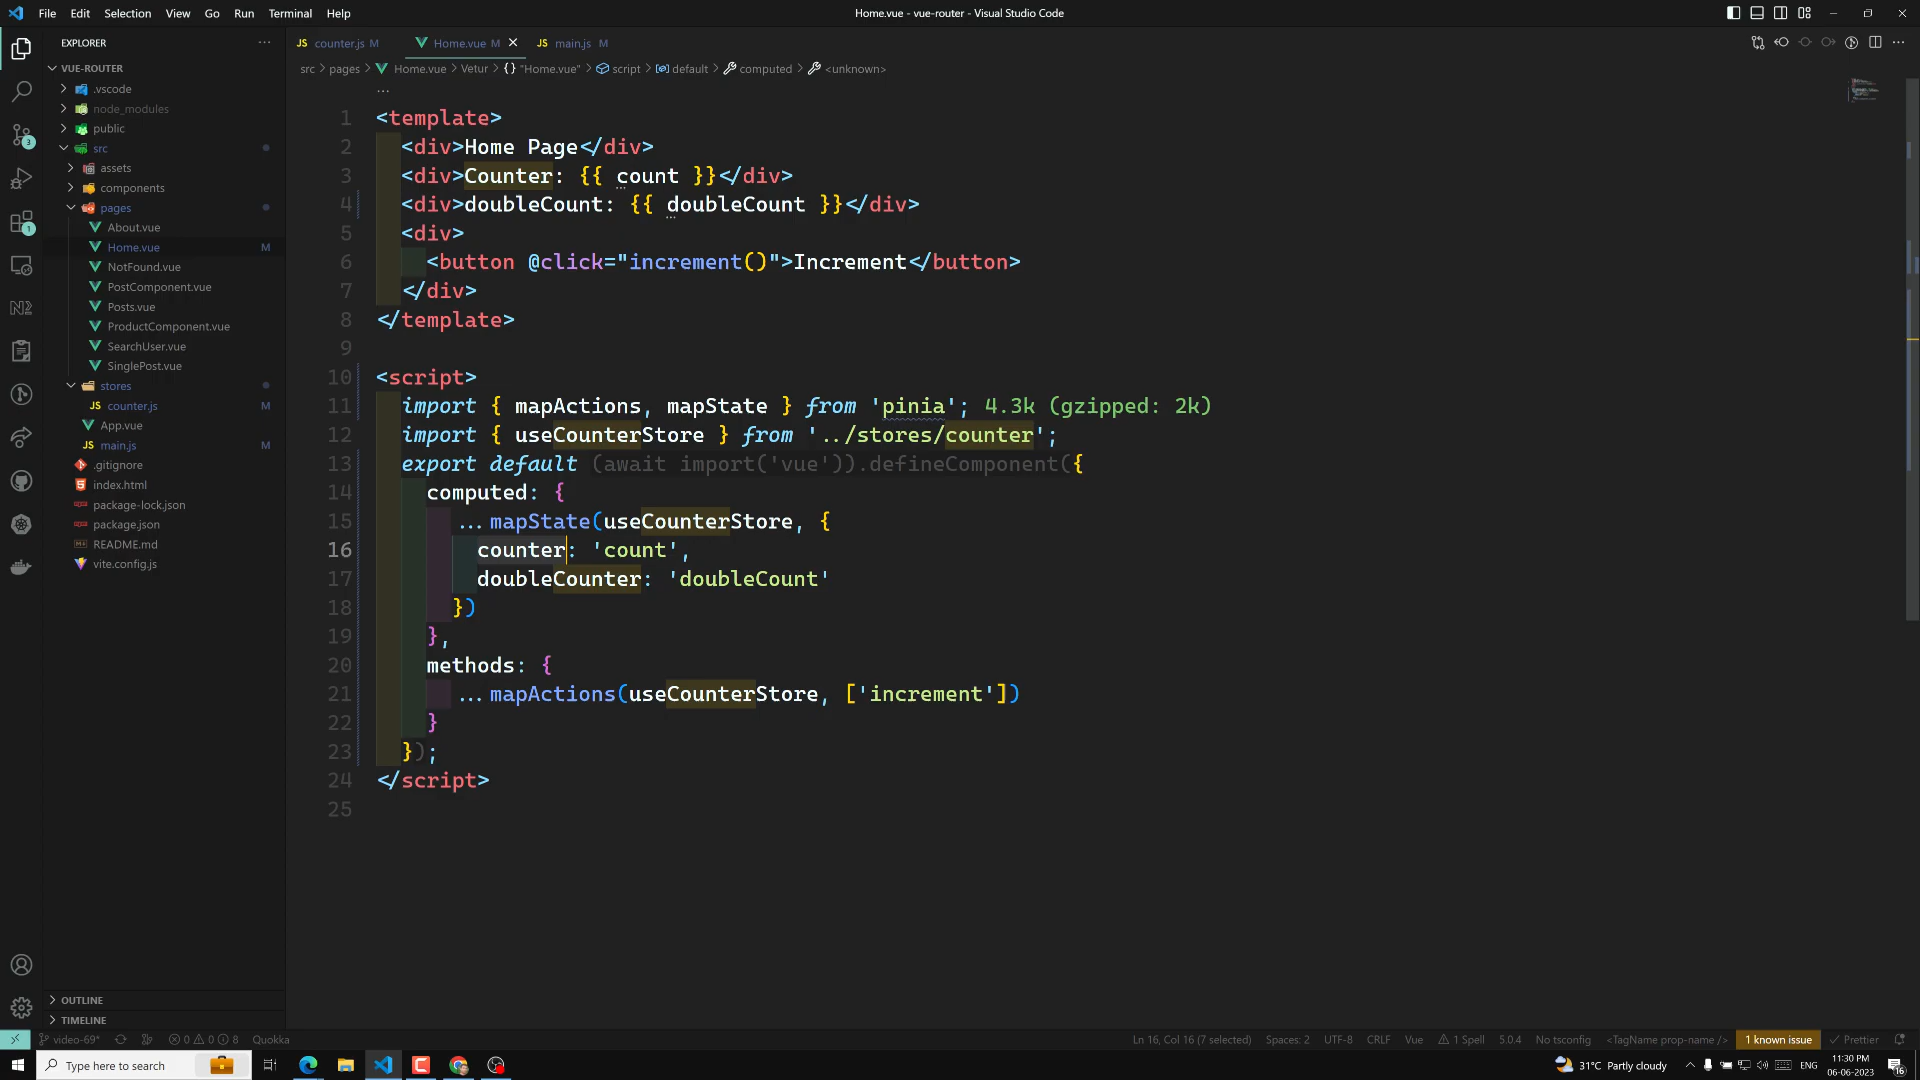 File Edit Selection View Go Run Terminal Help
Home.vue - vue-router - Visual Studio Code
EXPLORER
VUE-ROUTER
.vscode
node_modules
public
src
assets
components
pages
About.vue
Home.vue M
NotFound.vue
PostComponent.vue
Posts.vue
ProductComponent.vue
SearchUser.vue
SinglePost.vue
stores
JS counter.js M
App.vue
JS main.js M
.gitignore
index.html
package-lock.json
package.json
README.md
vite.config.js
OUTLINE
TIMELINE
JS counter.js M
Home.vue M
JS main.js M
src > pages > Home.vue > Vetur > {} "Home.vue" > script > default > computed > <unknown>
...
1 <template>
2 <div>Home Page</div>
3 <div>Counter: {{ count }}</div>
4 <div>doubleCount: {{ doubleCount }}</div>
5 <div>
6 <button @click="increment()">Increment</button>
7 </div>
8 </template>
9
10 <script>
11 import { mapActions, mapState } from 'pinia'; 4.3k (gzipped: 2k)
12 import { useCounterStore } from '../stores/counter';
13 export default (await import('vue')).defineComponent({
14 computed: {
15 ...mapState(useCounterStore, {
16 counter: 'count',
17 doubleCounter: 'doubleCount'
18 })
19 },
20 methods: {
21 ...mapActions(useCounterStore, ['increment'])
22 }
23 });
24 </script>
25
video-69* 0 0 8 Quokka
Ln 16, Col 16 (7 selected) Spaces: 2 UTF-8 CRLF Vue 1 Spell 5.0.4 No tsconfig <TagName prop-name /> 1 known issue Prettier
Type here to search
31°C Partly cloudy
ENG
11:30 PM
06-06-2023
16